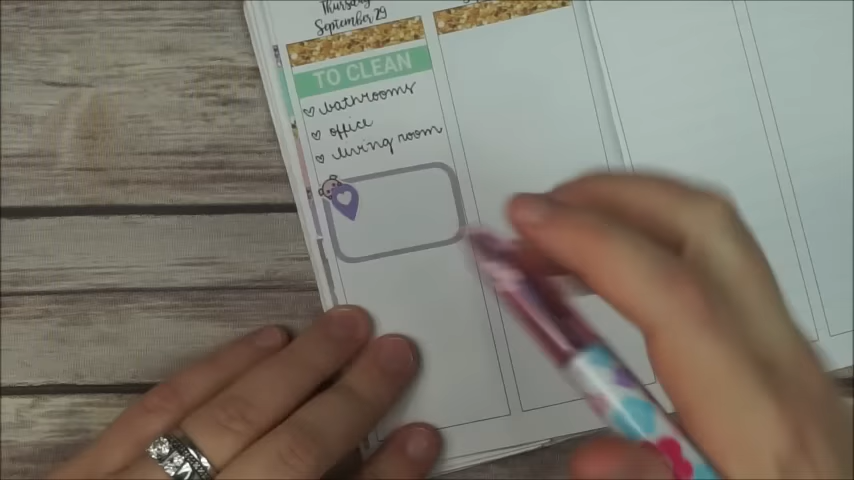 Thursday
September 29
TO CLEAN
bathrooms
office
living room